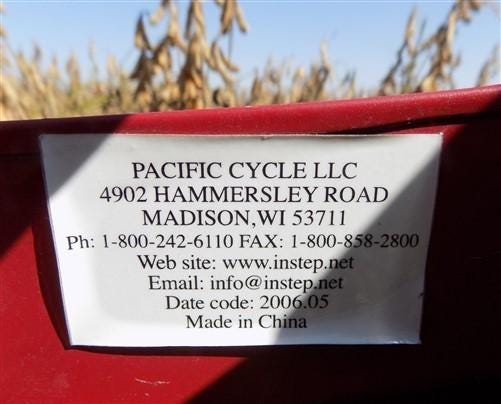 PACIFIC CYCLE LLC
4902 HAMMERSLEY ROAD
MADISON,WI 53711
Ph: 1-800-242-6110 FAX: 1-800-858-2800
Web site: www.instep.net
Email: info@instep.net
Date code: 2006.05
Made in China